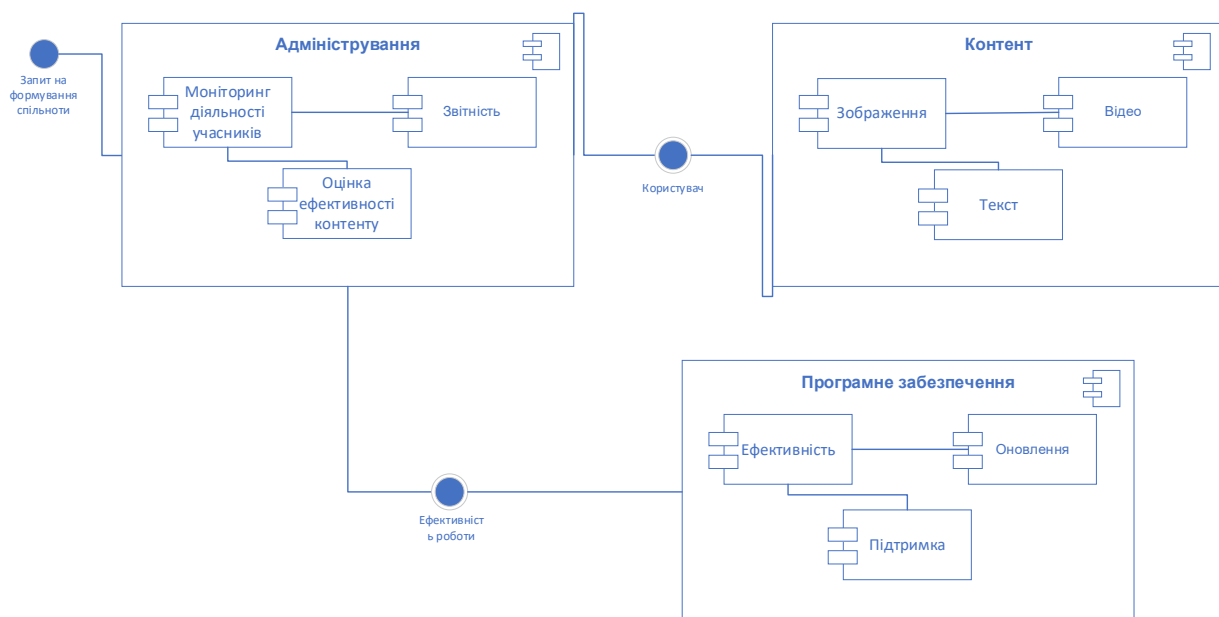 Адміністрування
Запит на
формування
спільноти
Моніторинг
діяльності
учасників
Звітність
Оцінка
ефективності
контенту
Користувач
Контент
Зображення
Відео
Текст
Програмне забезпечення
Ефективність
Оновлення
Підтримка
Ефективніст
ь роботи